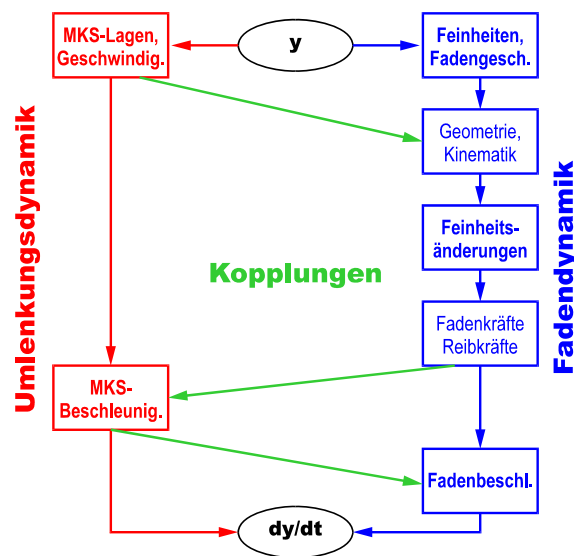 MKS-Lagen,
Geschwindig.
y
Feinheiten,
Fadengesch.
Geometrie,
Kinematik
Umlenkungsdynamik
Kopplungen
Feinheits-
änderungen
Fadendynamik
Fadenkräfte
Reibkräfte
MKS-
Beschleunig.
Fadenbeschl.
dy/dt